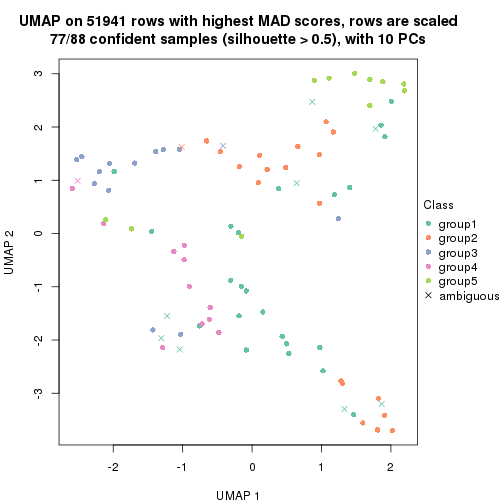 UMAP on 51941 rows with highest MAD scores, rows are scaled
77/88 confident samples (silhouette > 0.5), with 10 PCs
3
2
1
0
-1
-2
-3
UMAP 2
-2
-1
0
1
2
UMAP 1
Class
group1
group2
group3
group4
group5
ambiguous